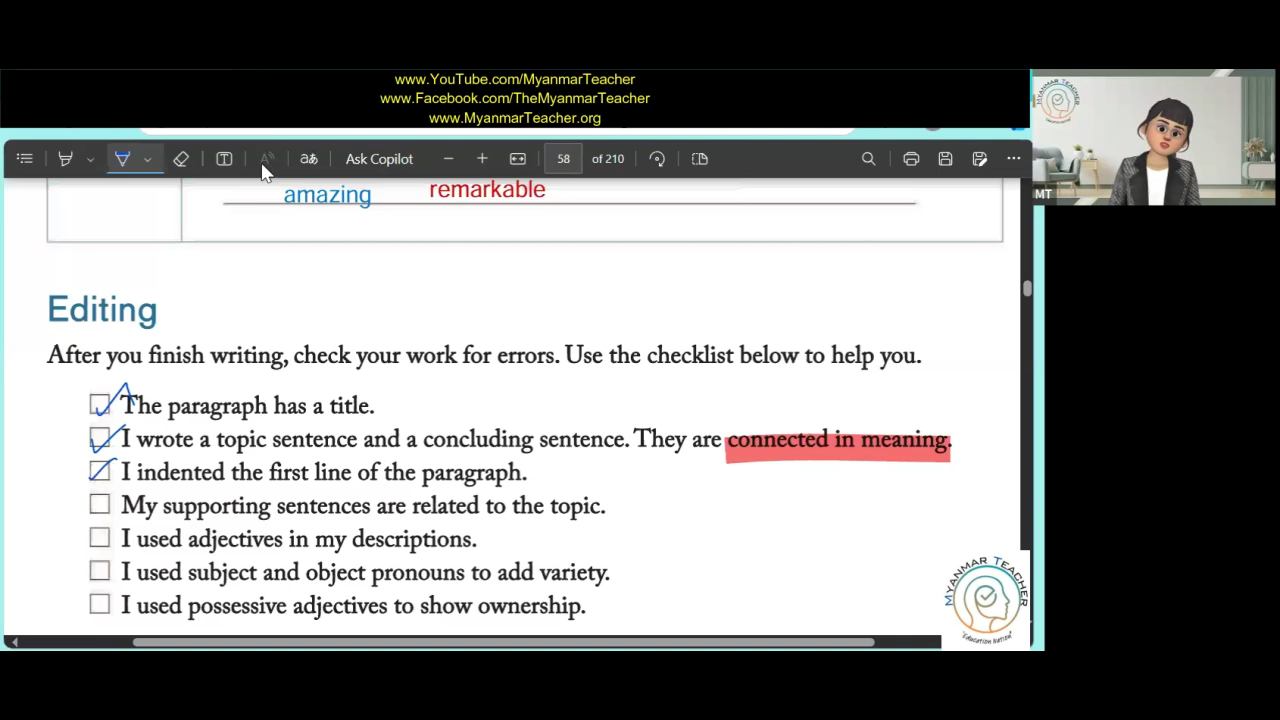 www.YouTube.com/MyanmarTeacher
www.Facebook.com/TheMyanmarTeacher
www.MyanmarTeacher.org
MYANMAR TEACHER
MT
Ask Copilot
58 of 210
amazing remarkable
Editing
After you finish writing, check your work for errors. Use the checklist below to help you.
The paragraph has a title.
I wrote a topic sentence and a concluding sentence. They are connected in meaning.
I indented the first line of the paragraph.
My supporting sentences are related to the topic.
I used adjectives in my descriptions.
I used subject and object pronouns to add variety.
I used possessive adjectives to show ownership.
MYANMAR TEACHER
"Education Nation"